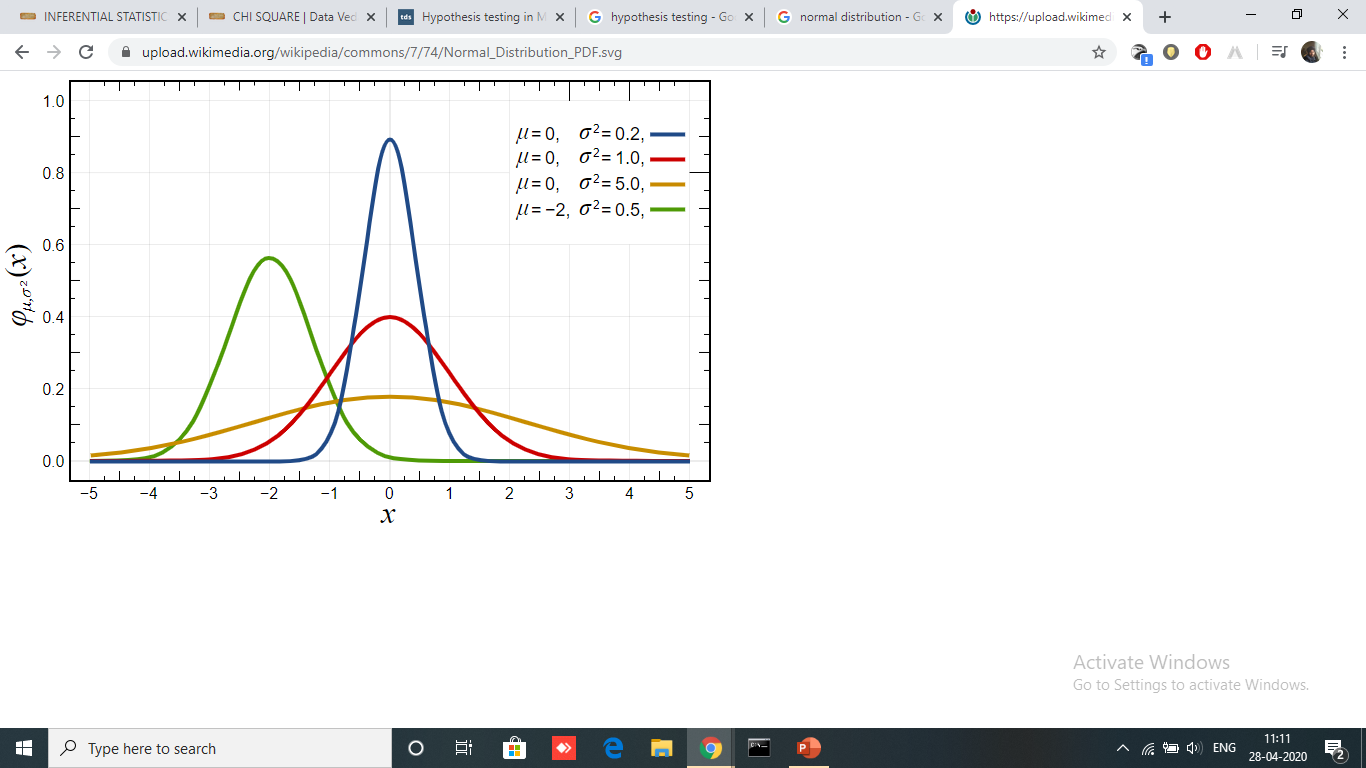 INFERENTIAL STATISTIC
CHI SQUARE | Data Ved
tds Hypothesis testing in M
hypothesis testing - Go
normal distribution - Go
https://upload.wikimed
upload.wikimedia.org/wikipedia/commons/7/74/Normal_Distribution_PDF.svg
1.0
0.8
0.6
0.4
0.2
0.0
φμ,σ²(x)
μ=0, σ²=0.2,
μ=0, σ²=1.0,
μ=0, σ²=5.0,
μ=−2, σ²=0.5,
−5 −4 −3 −2 −1 0 1 2 3 4 5
x
Activate Windows
Go to Settings to activate Windows.
Type here to search
ENG
11:11
28-04-2020
2